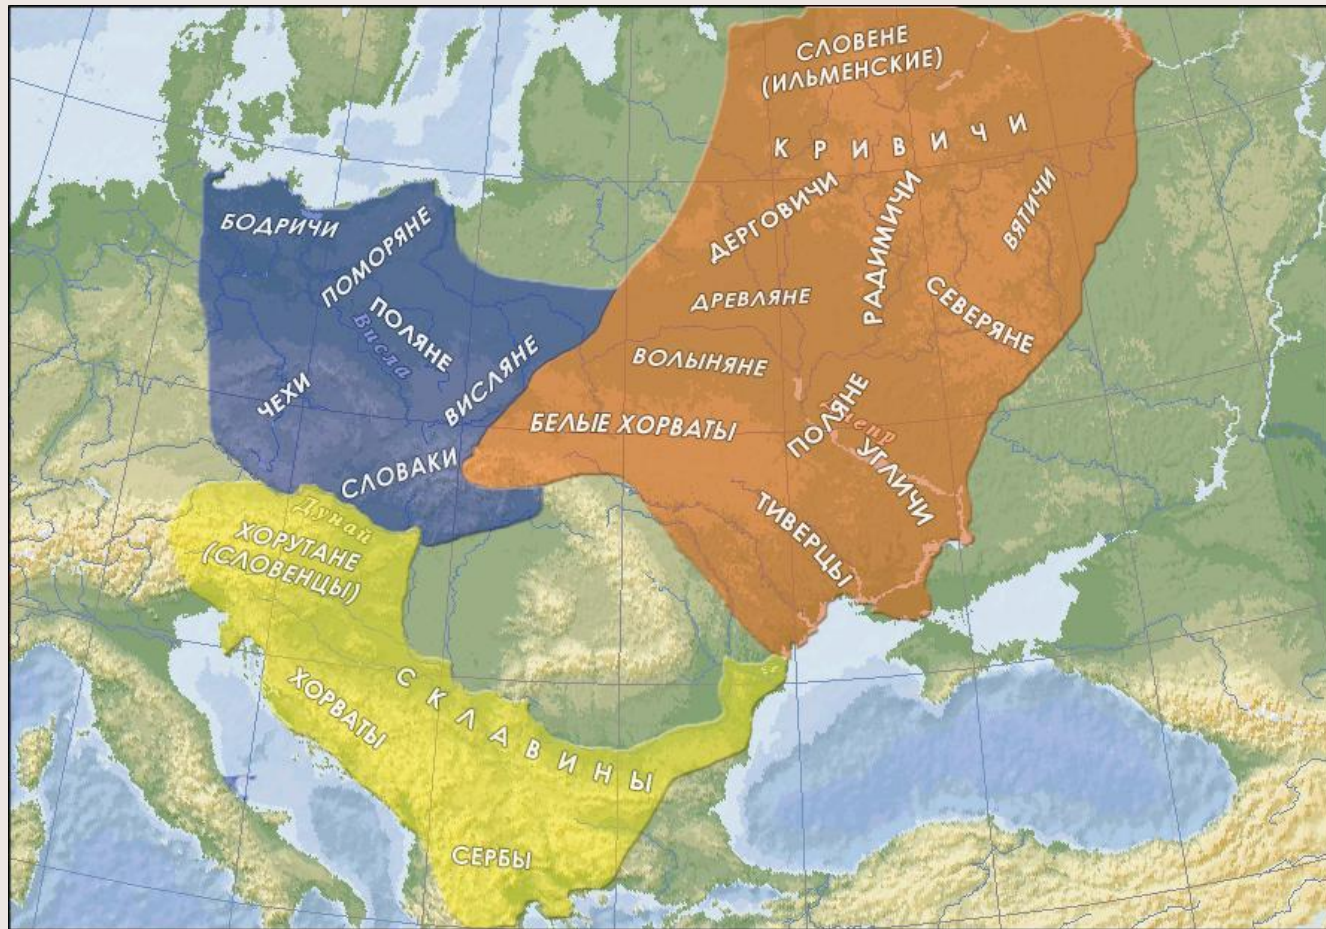 СЛОВЕНЕ
(ИЛЬМЕНСКИЕ)
КРИВИЧИ
ДЕРГОВИЧИ
РАДИМИЧИ
ВЯТИЧИ
БОДРИЧИ
ПОМОРЯНЕ
ПОЛЯНЕ
Висла
ДРЕВЛЯНЕ
СЕВЕРЯНЕ
ВОЛЫНЯНЕ
ВИСЛЯНЕ
ЧЕХИ
БЕЛЫЕ ХОРВАТЫ
ПОЛЯНЕ
Днепр
УГЛИЧИ
СЛОВАКИ
Дунай
ТИВЕРЦЫ
ХОРУТАНЕ
(СЛОВЕНЦЫ)
СКЛАВИНЫ
ХОРВАТЫ
СЕРБЫ